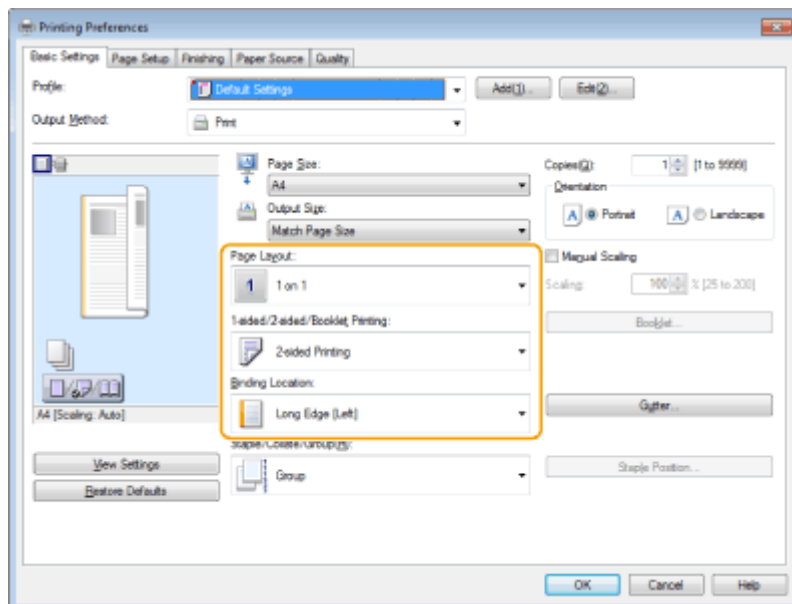 Printing Preferences
Basic Settings Page Setup Finishing Paper Source Quality
Profile: Default Settings Add(1)... Edit(2)...
Output Method: Print
Page Size:
A4
Output Size:
Match Page Size
Copies(Q): 1 [1 to 9999]
Orientation
A Portrait A Landscape
Page Layout:
1 1 on 1
Manual Scaling
Scaling: 100 % [25 to 200]
1-sided/2-sided/Booklet Printing:
2-sided Printing
Booklet...
Binding Location:
Long Edge (Left)
Gutter...
A4 [Scaling: Auto]
Staple/Collate/Group(R):
Group
Staple Position...
View Settings
Restore Defaults
OK Cancel Help